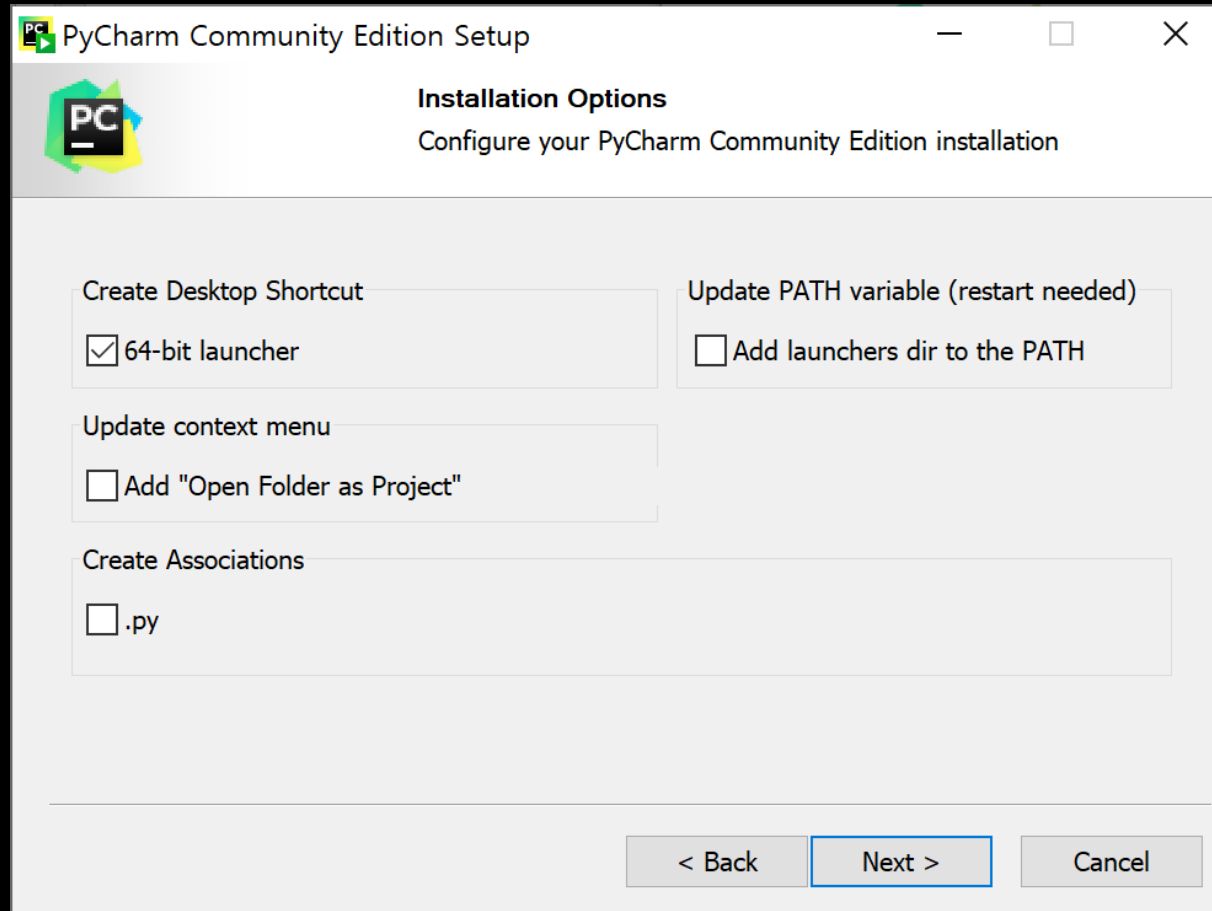 PyCharm Community Edition Setup
PC
Installation Options
Configure your PyCharm Community Edition installation
Create Desktop Shortcut
64-bit launcher
Update PATH variable (restart needed)
Add launchers dir to the PATH
Update context menu
Add "Open Folder as Project"
Create Associations
.py
< Back
Next >
Cancel